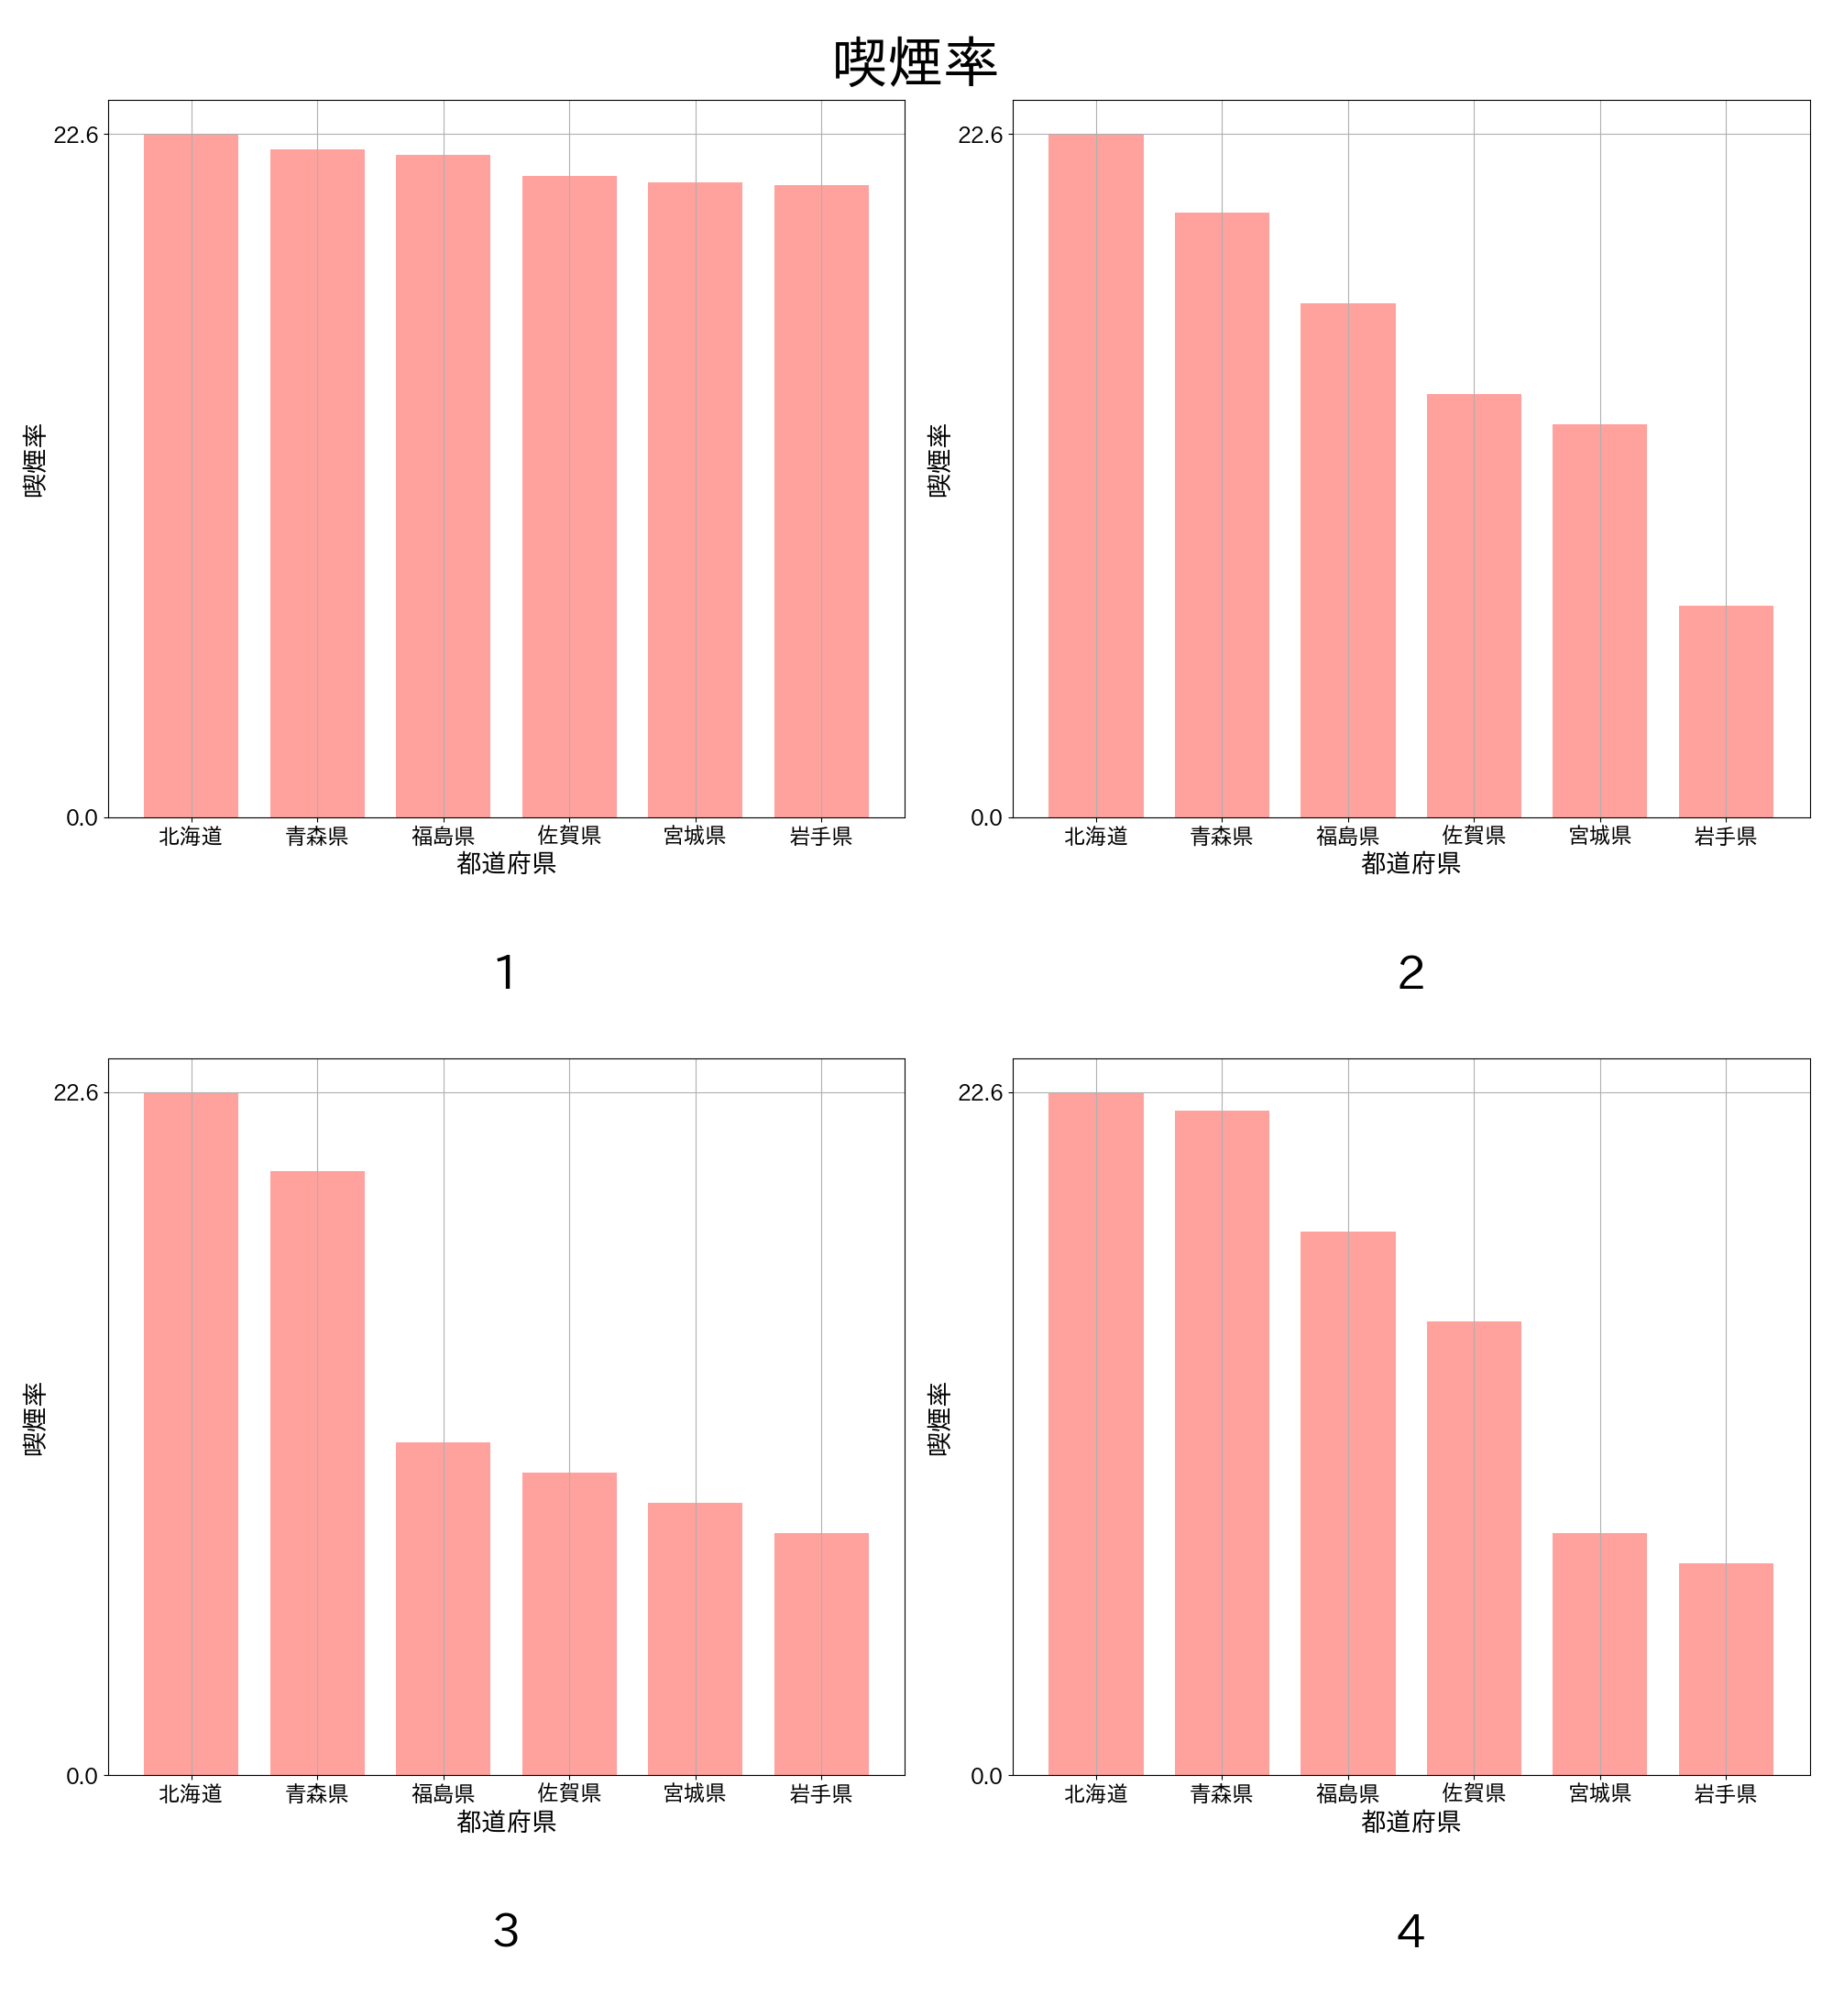 喫煙率
22.6
0.0
喫煙率
北海道 青森県 福島県 佐賀県 宮城県 岩手県
都道府県
1
22.6
0.0
喫煙率
北海道 青森県 福島県 佐賀県 宮城県 岩手県
都道府県
2
22.6
0.0
喫煙率
北海道 青森県 福島県 佐賀県 宮城県 岩手県
都道府県
3
22.6
0.0
喫煙率
北海道 青森県 福島県 佐賀県 宮城県 岩手県
都道府県
4